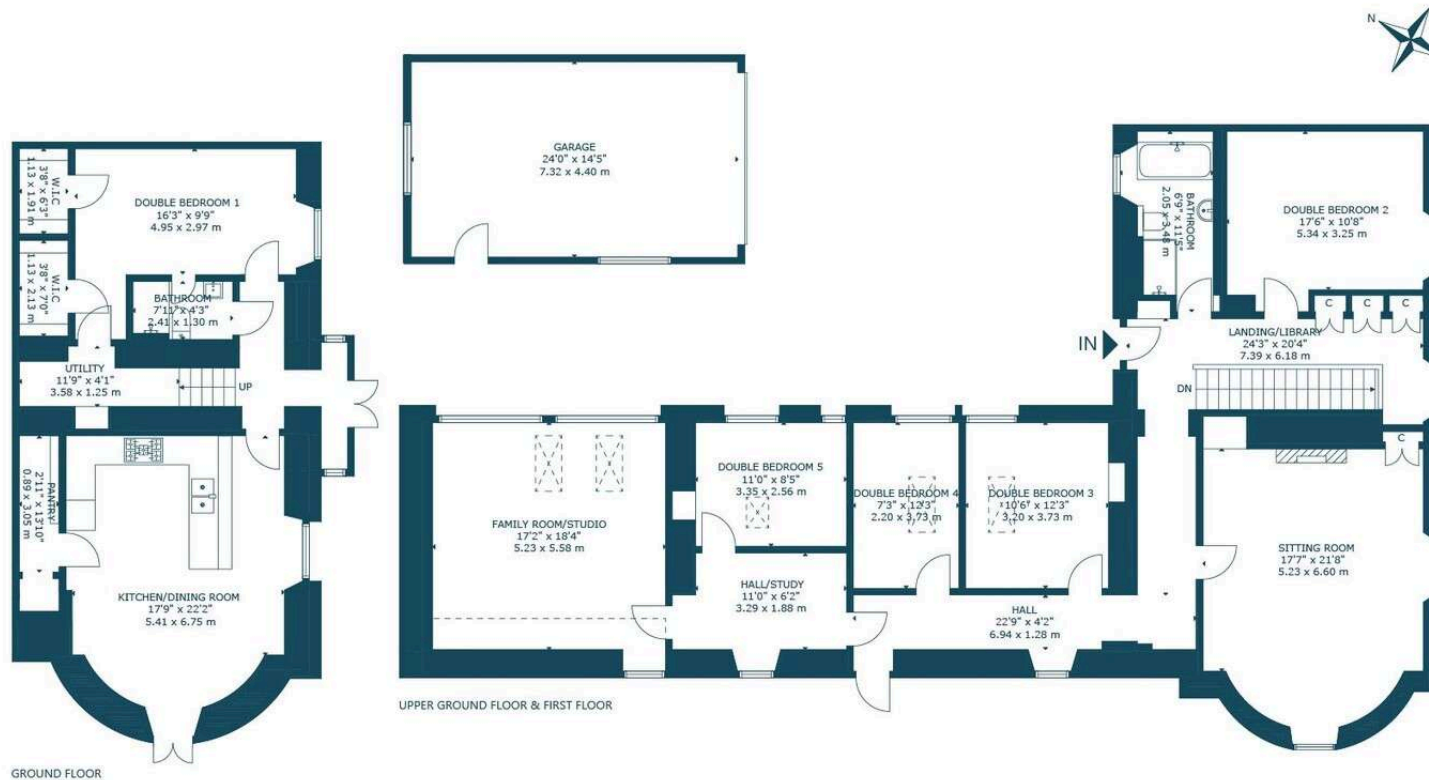 N
GARAGE
24'0" x 14'5"
7.32 x 4.40 m
W.I.C
3'8" x 6'3"
1.13 x 1.91 m
DOUBLE BEDROOM 1
16'3" x 9'9"
4.95 x 2.97 m
W.I.C
3'8" x 7'0"
1.13 x 2.13 m
BATHROOM
7'11" x 4'3"
2.41 x 1.30 m
UTILITY
11'9" x 4'1"
3.58 x 1.25 m
UP
PANTRY
2'11" x 13'10"
0.89 x 3.05 m
KITCHEN/DINING ROOM
17'9" x 22'2"
5.41 x 6.75 m
GROUND FLOOR
BATHROOM
6'9" x 11'5"
2.05 x 3.48 m
DOUBLE BEDROOM 2
17'6" x 10'8"
5.34 x 3.25 m
C
C
C
IN
LANDING/LIBRARY
24'3" x 20'4"
7.39 x 6.18 m
DN
C
FAMILY ROOM/STUDIO
17'2" x 18'4"
5.23 x 5.58 m
DOUBLE BEDROOM 5
11'0" x 8'5"
3.35 x 2.56 m
DOUBLE BEDROOM 4
7'3" x 12'3"
2.20 x 3.73 m
DOUBLE BEDROOM 3
10'6" x 12'3"
3.20 x 3.73 m
SITTING ROOM
17'7" x 21'8"
5.23 x 6.60 m
HALL/STUDY
11'0" x 6'2"
3.29 x 1.88 m
HALL
22'9" x 4'2"
6.94 x 1.28 m
UPPER GROUND FLOOR & FIRST FLOOR